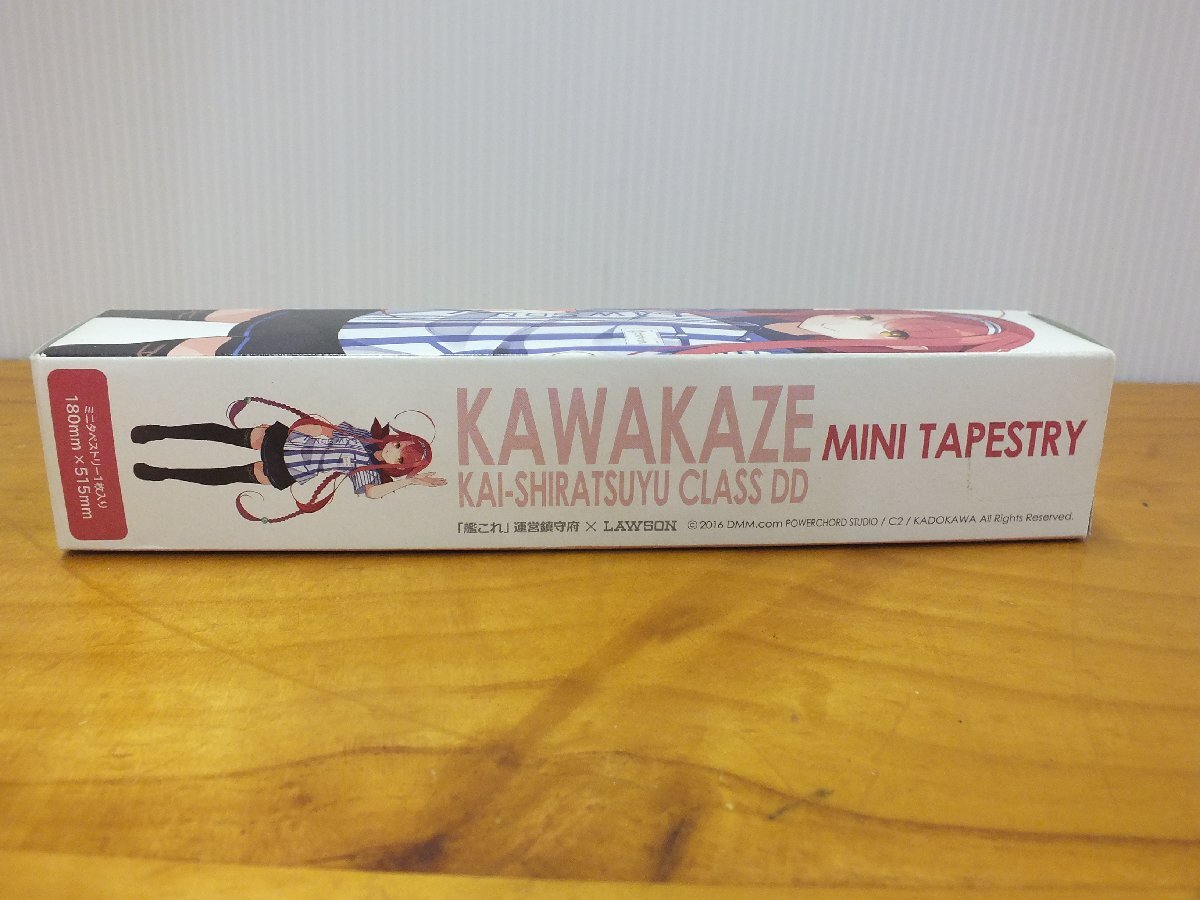 ミニタペストリー1枚入り
180mm×515mm
KAWAKAZE
MINI TAPESTRY
KAI-SHIRATSUYU CLASS DD
「艦これ」運営鎮守府 × LAWSON ©2016 DMM.com POWERCHORD STUDIO / C2 / KADOKAWA All Rights Reserved.